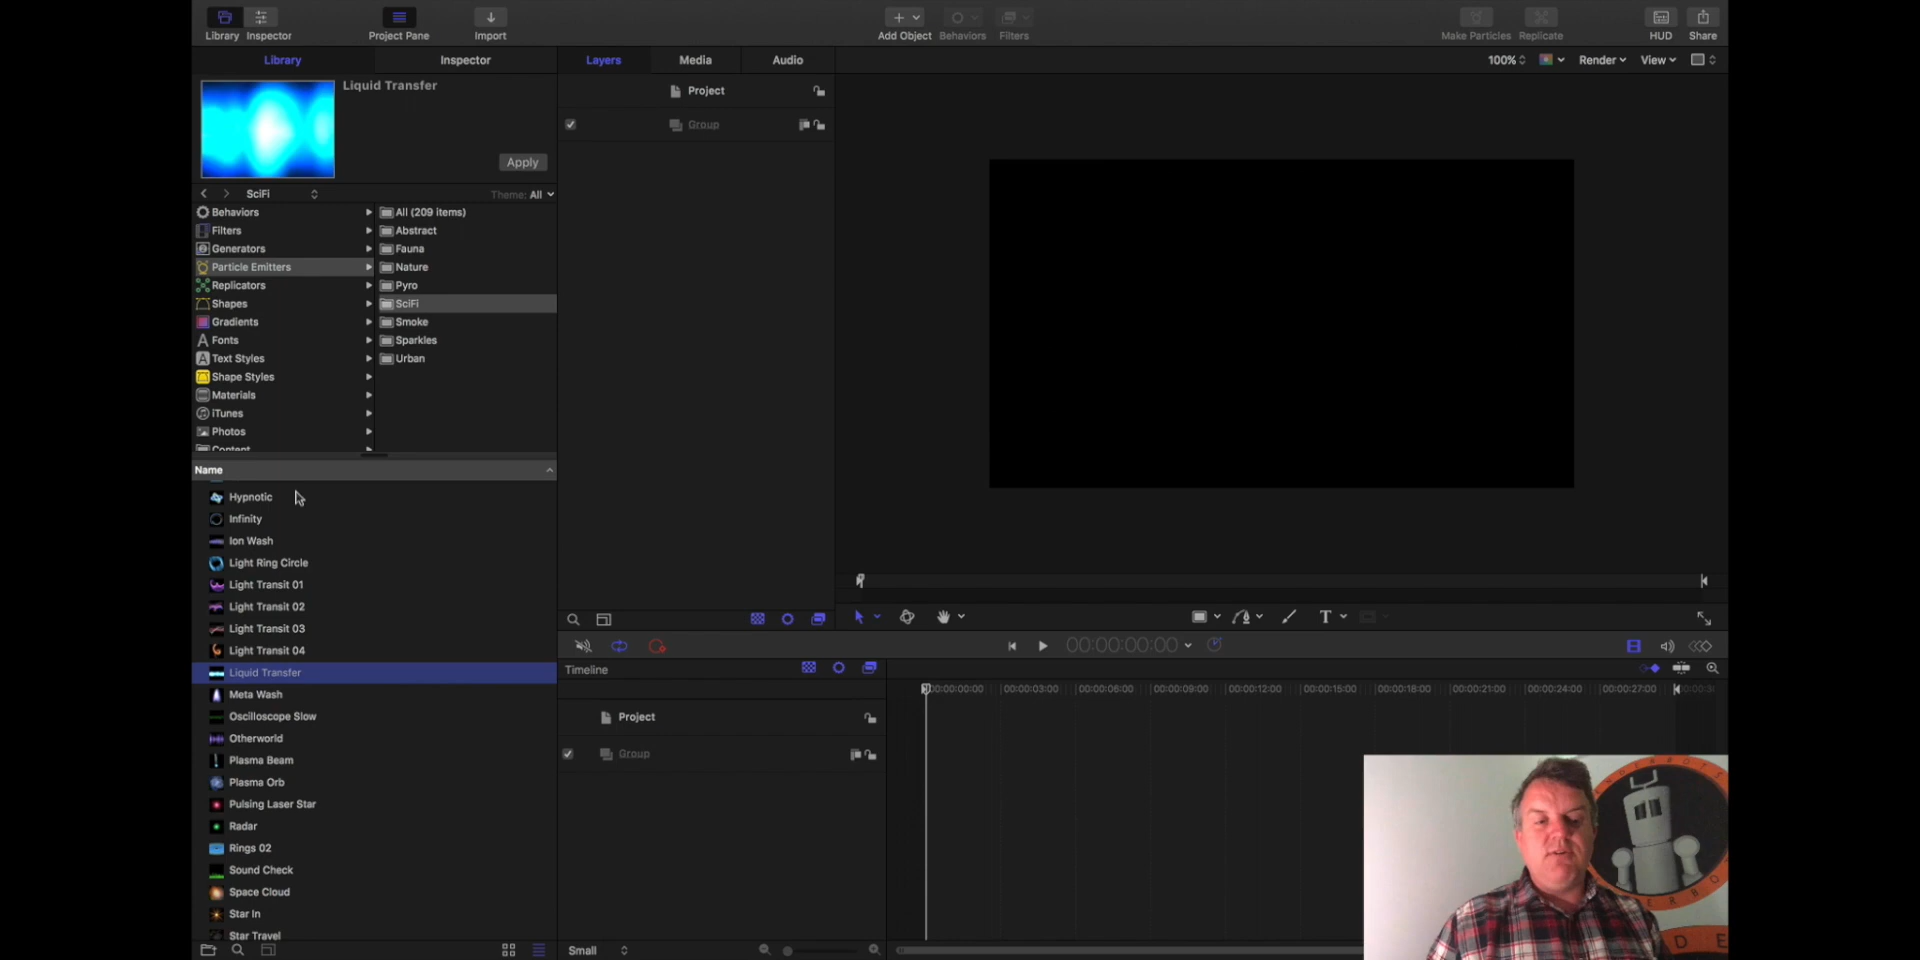 Library
Inspector
Project Pane
Import
Add Object
Behaviors
Filters
Make Particles
Replicate
HUD
Share
Library
Inspector
Layers
Media
Audio
100%
Render
View
Liquid Transfer
Apply
Project
Group
SciFi
Theme: All
Behaviors
Filters
Generators
Particle Emitters
Replicators
Shapes
Gradients
Fonts
Text Styles
Shape Styles
Materials
iTunes
Photos
Content
All (209 items)
Abstract
Fauna
Nature
Pyro
SciFi
Smoke
Sparkles
Urban
Name
Hypnotic
Infinity
Ion Wash
Light Ring Circle
Light Transit 01
Light Transit 02
Light Transit 03
Light Transit 04
Liquid Transfer
Meta Wash
Oscilloscope Slow
Otherworld
Plasma Beam
Plasma Orb
Pulsing Laser Star
Radar
Rings 02
Sound Check
Space Cloud
Star In
Star Travel
00:00:00:00
Timeline
00:00:00:00 00:00:03:00 00:00:06:00 00:00:09:00 00:00:12:00 00:00:15:00 00:00:18:00 00:00:21:00 00:00:24:00 00:00:27:00
Project
Group
Small